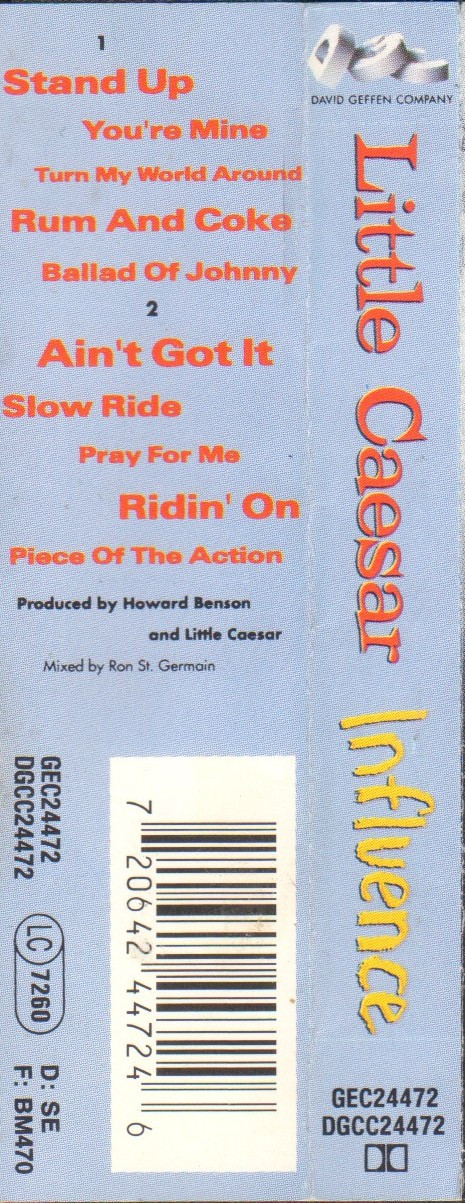 1
Stand Up
You're Mine
Turn My World Around
Rum And Coke
Ballad Of Johnny
2
Ain't Got It
Slow Ride
Pray For Me
Ridin' On
Piece Of The Action
Produced by Howard Benson
and Little Caesar
Mixed by Ron St. Germain
GEC24472
DGCC24472
LC 7260
D: SE
F: BM470
7 20642 44724 6
DGC
DAVID GEFFEN COMPANY
Little Caesar
Influence
GEC24472
DGCC24472